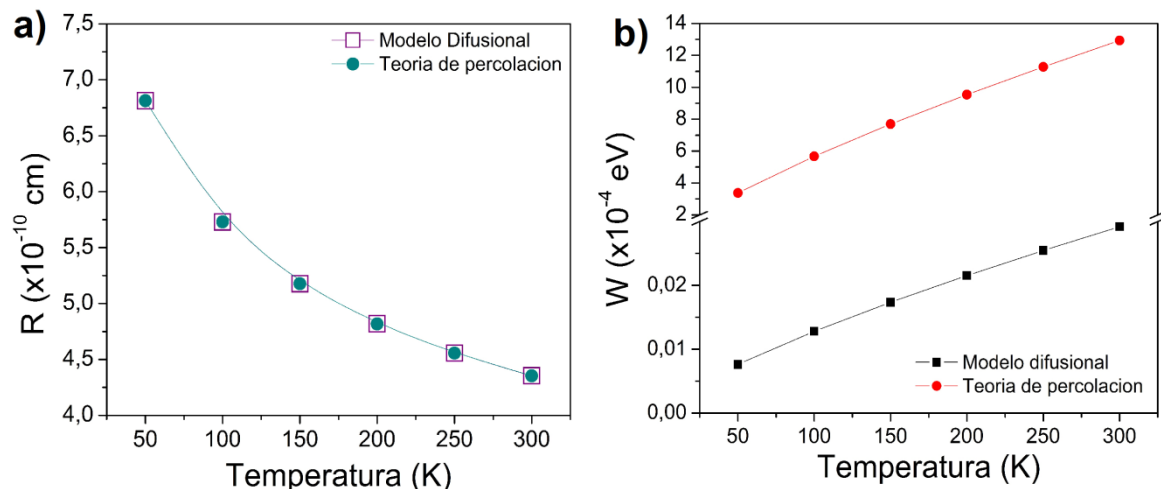 a)
7,5
7,0
6,5
6,0
5,5
5,0
4,5
4,0
R (x10⁻¹⁰ cm)
Modelo Difusional
Teoria de percolacion
50 100 150 200 250 300
Temperatura (K)
b)
14
12
10
8
6
4
2
0,02
0,01
0,00
W (x10⁻⁴ eV)
Modelo difusional
Teoria de percolacion
50 100 150 200 250 300
Temperatura (K)